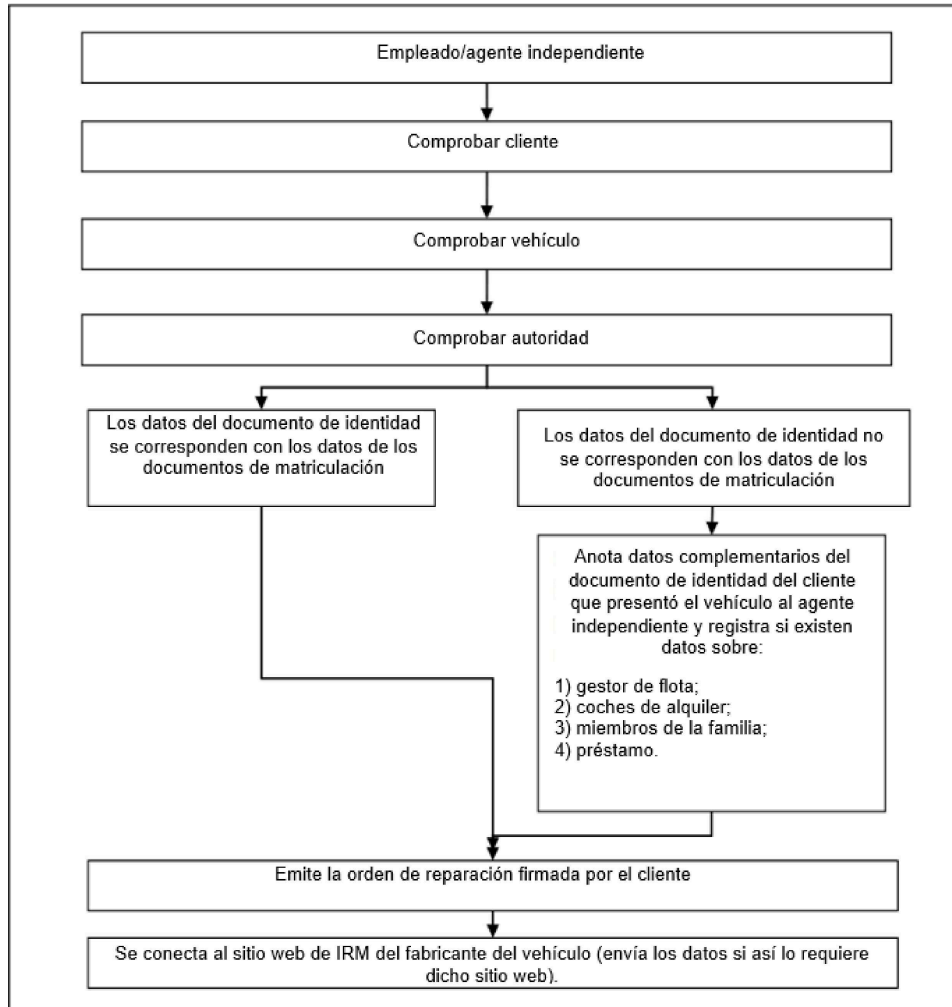 Empleado/agente independiente
Comprobar cliente
Comprobar vehículo
Comprobar autoridad
Los datos del documento de identidad
se corresponden con los datos de los
documentos de matriculación
Los datos del documento de identidad no
se corresponden con los datos de los
documentos de matriculación
Anota datos complementarios del
documento de identidad del cliente
que presentó el vehículo al agente
independiente y registra si existen
datos sobre:
1) gestor de flota;
2) coches de alquiler;
3) miembros de la familia;
4) préstamo.
Emite la orden de reparación firmada por el cliente
Se conecta al sitio web de IRM del fabricante del vehículo (envía los datos si así lo requiere
dicho sitio web).